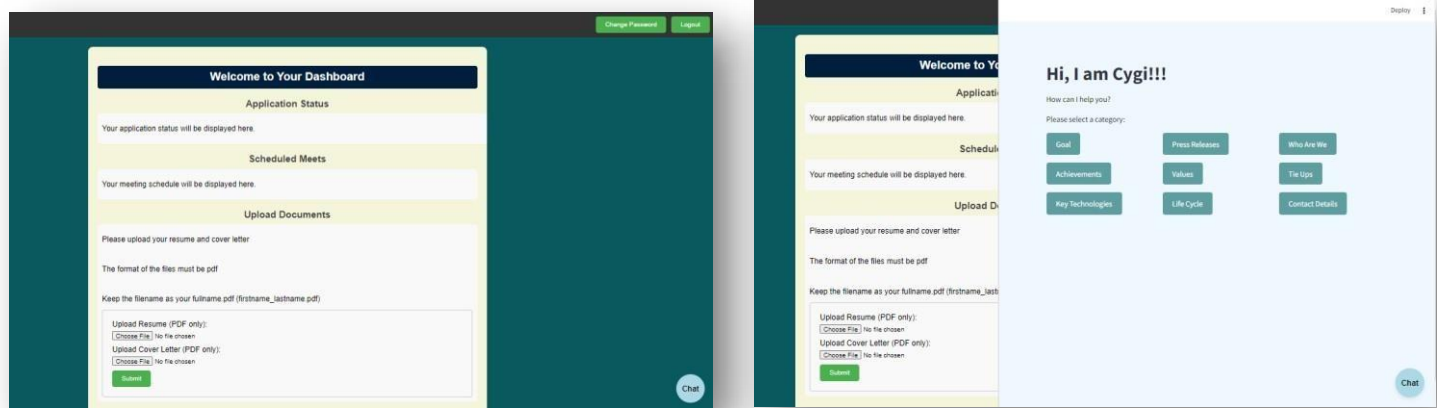 Change Password Logout
Welcome to Your Dashboard
Application Status
Your application status will be displayed here.
Scheduled Meets
Your meeting schedule will be displayed here.
Upload Documents
Please upload your resume and cover letter
The format of the files must be pdf
Keep the filename as your fullname.pdf (firstname_lastname.pdf)
Upload Resume (PDF only):
Choose File No file chosen
Upload Cover Letter (PDF only):
Choose File No file chosen
Submit
Chat
Deploy
Welcome to Yo
Applicati
Your application status will be displayed here.
Schedule
Your meeting schedule will be displayed here.
Upload D
Please upload your resume and cover letter
The format of the files must be pdf
Keep the filename as your fullname.pdf (firstname_last
Upload Resume (PDF only):
Choose File No file chosen
Upload Cover Letter (PDF only):
Choose File No file chosen
Submit
Hi, I am Cygi!!!
How can I help you?
Please select a category:
Goal Press Releases Who Are We
Achievements Values Tie Ups
Key Technologies Life Cycle Contact Details
Chat